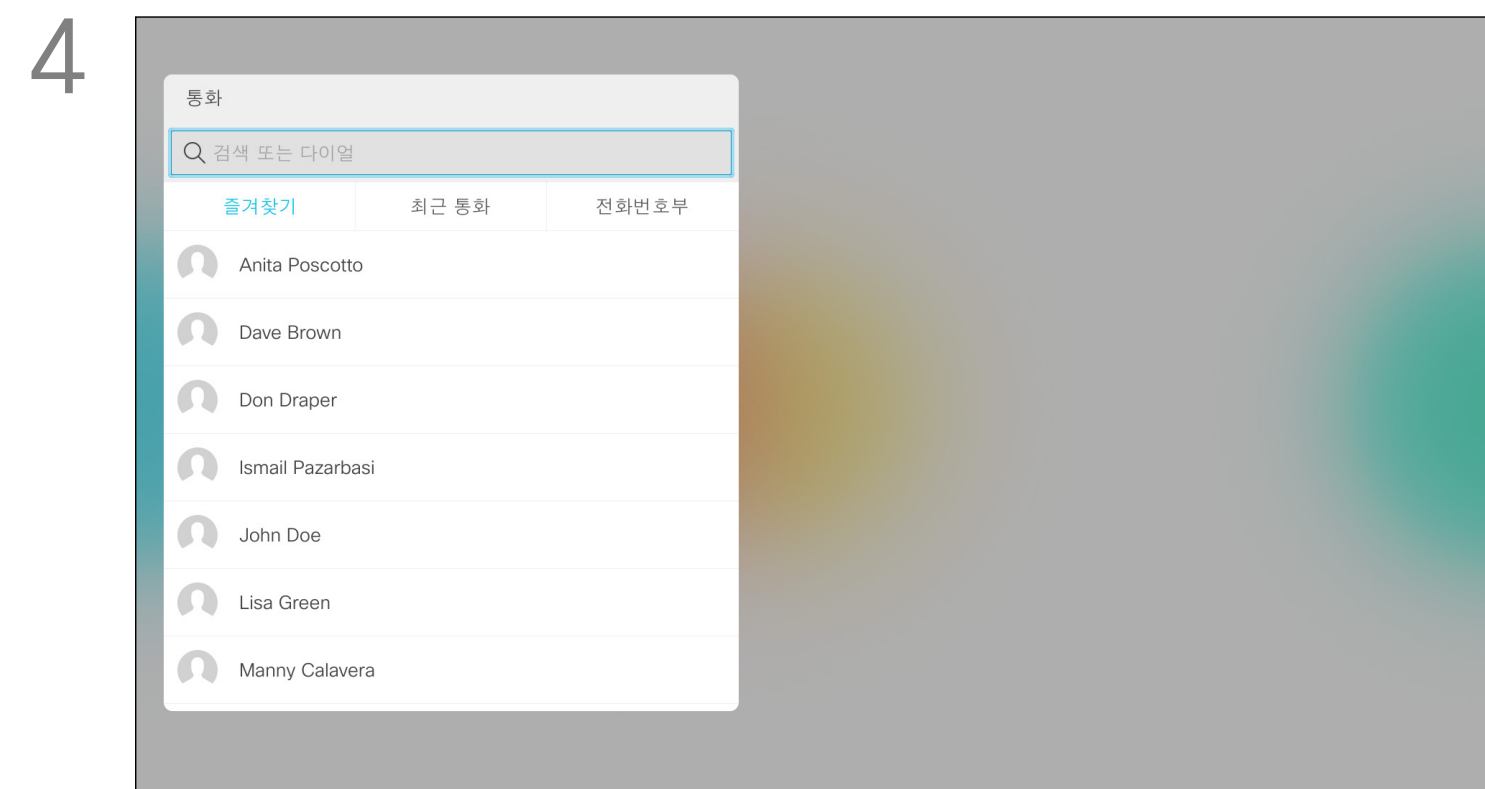 4
통화
검색 또는 다이얼
즐겨찾기 최근 통화 전화번호부
Anita Poscotto
Dave Brown
Don Draper
Ismail Pazarbasi
John Doe
Lisa Green
Manny Calavera